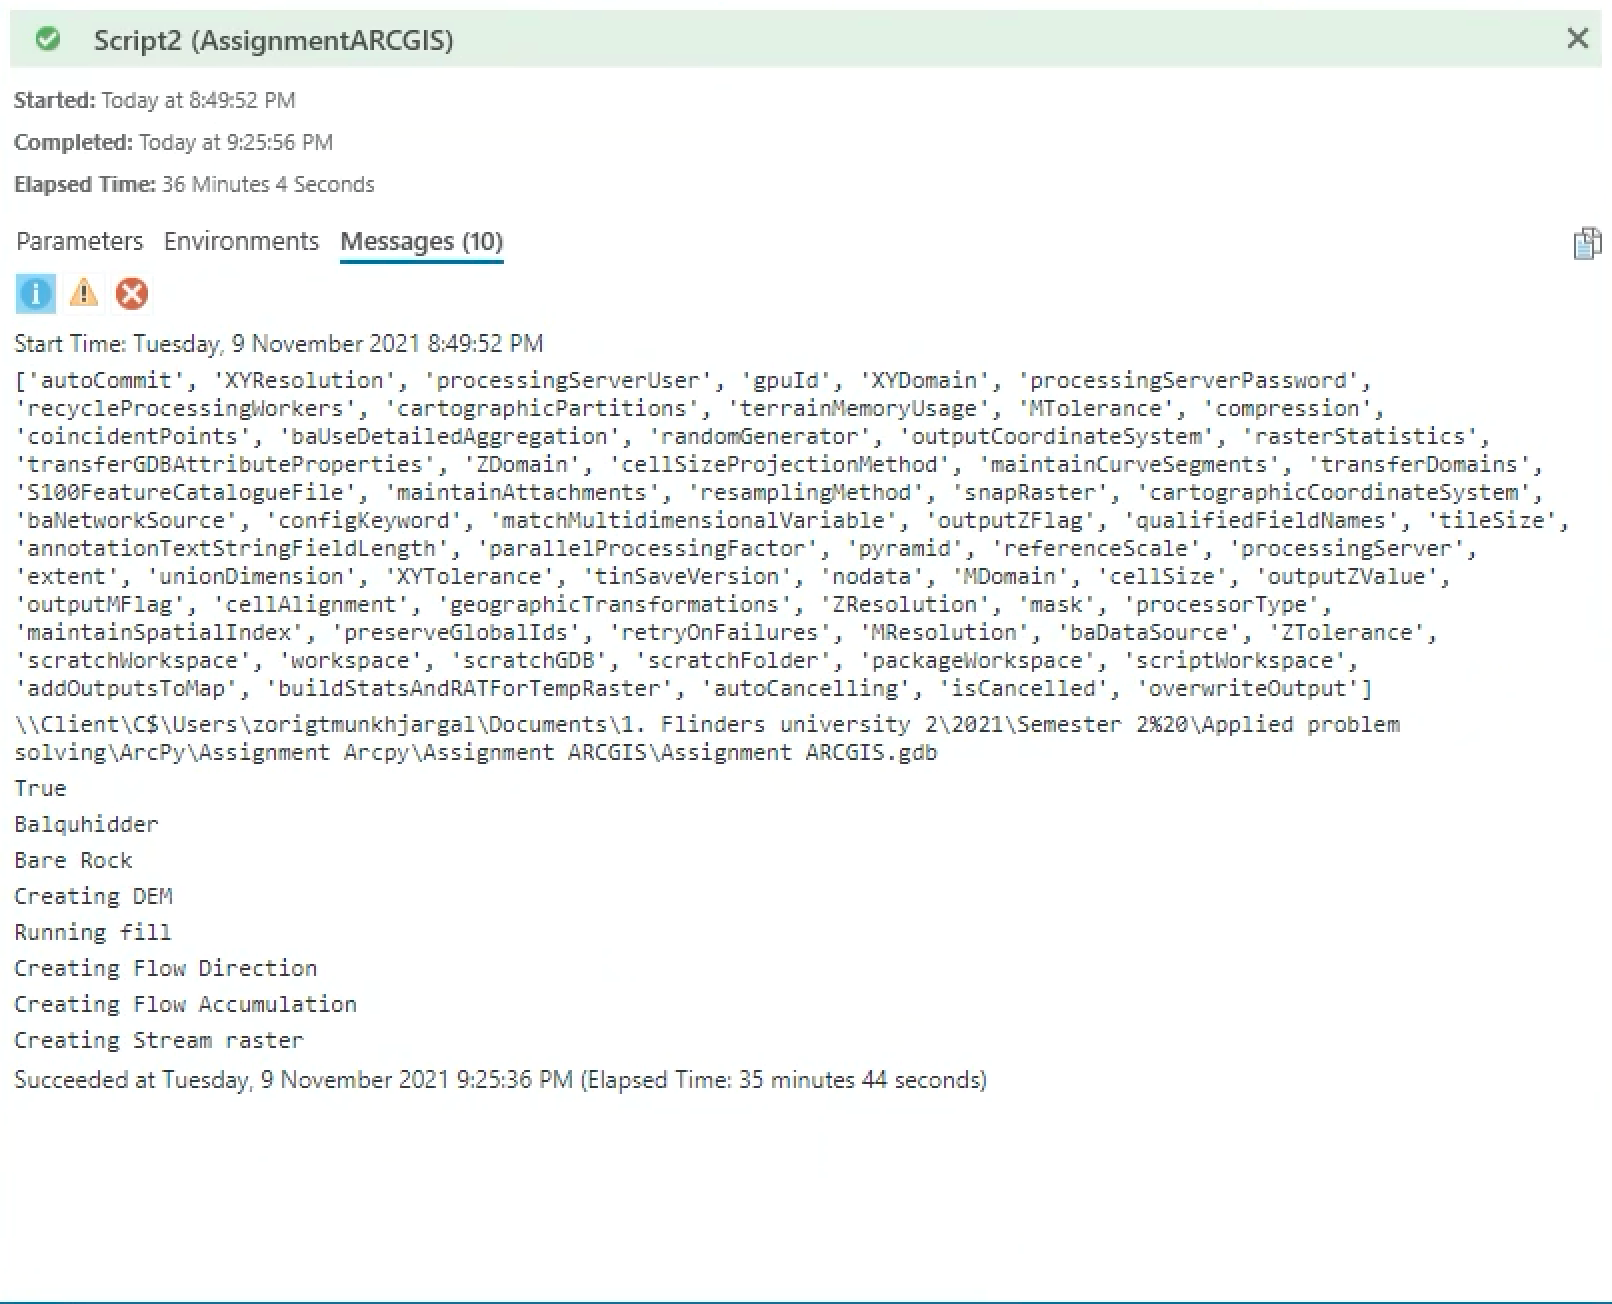 Script2 (AssignmentARCGIS)
Started: Today at 8:49:52 PM
Completed: Today at 9:25:56 PM
Elapsed Time: 36 Minutes 4 Seconds
Parameters Environments Messages (10)
Start Time: Tuesday, 9 November 2021 8:49:52 PM
['autoCommit', 'XYResolution', 'processingServerUser', 'gpuId', 'XYDomain', 'processingServerPassword',
'recycleProcessingWorkers', 'cartographicPartitions', 'terrainMemoryUsage', 'MTolerance', 'compression',
'coincidentPoints', 'baUseDetailedAggregation', 'randomGenerator', 'outputCoordinateSystem', 'rasterStatistics',
'transferGDBAttributeProperties', 'ZDomain', 'cellSizeProjectionMethod', 'maintainCurveSegments', 'transferDomains',
'S100FeatureCatalogueFile', 'maintainAttachments', 'resamplingMethod', 'snapRaster', 'cartographicCoordinateSystem',
'baNetworkSource', 'configKeyword', 'matchMultidimensionalVariable', 'outputZFlag', 'qualifiedFieldNames', 'tileSize',
'annotationTextStringFieldLength', 'parallelProcessingFactor', 'pyramid', 'referenceScale', 'processingServer',
'extent', 'unionDimension', 'XYTolerance', 'tinSaveVersion', 'nodata', 'MDomain', 'cellSize', 'outputZValue',
'outputMFlag', 'cellAlignment', 'geographicTransformations', 'ZResolution', 'mask', 'processorType',
'maintainSpatialIndex', 'preserveGlobalIds', 'retryOnFailures', 'MResolution', 'baDataSource', 'ZTolerance',
'scratchWorkspace', 'workspace', 'scratchGDB', 'scratchFolder', 'packageWorkspace', 'scriptWorkspace',
'addOutputsToMap', 'buildStatsAndRATForTempRaster', 'autoCancelling', 'isCancelled', 'overwriteOutput']
\\Client\C$\Users\zorigtmunkhjargal\Documents\1. Flinders university 2\2021\Semester 2%20\Applied problem
solving\ArcPy\Assignment Arcpy\Assignment ARCGIS\Assignment ARCGIS.gdb
True
Balquhidder
Bare Rock
Creating DEM
Running fill
Creating Flow Direction
Creating Flow Accumulation
Creating Stream raster
Succeeded at Tuesday, 9 November 2021 9:25:36 PM (Elapsed Time: 35 minutes 44 seconds)